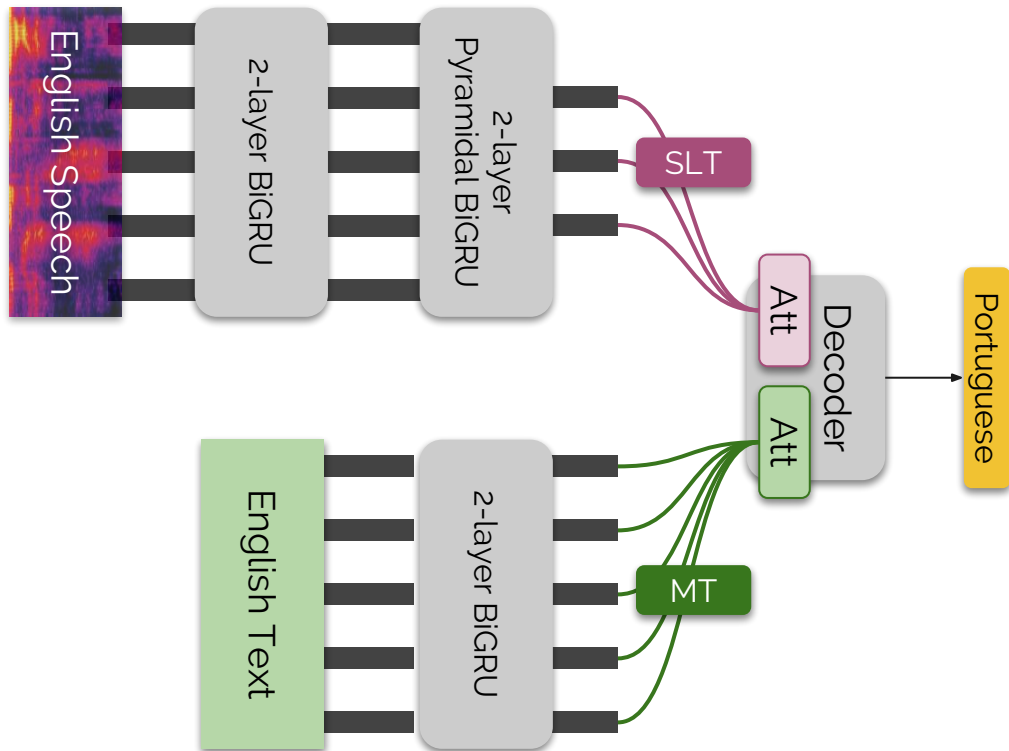 English Speech
2-layer BiGRU
2-layer
Pyramidal BiGRU
SLT
Att
Decoder
Portuguese
Att
English Text
2-layer BiGRU
MT